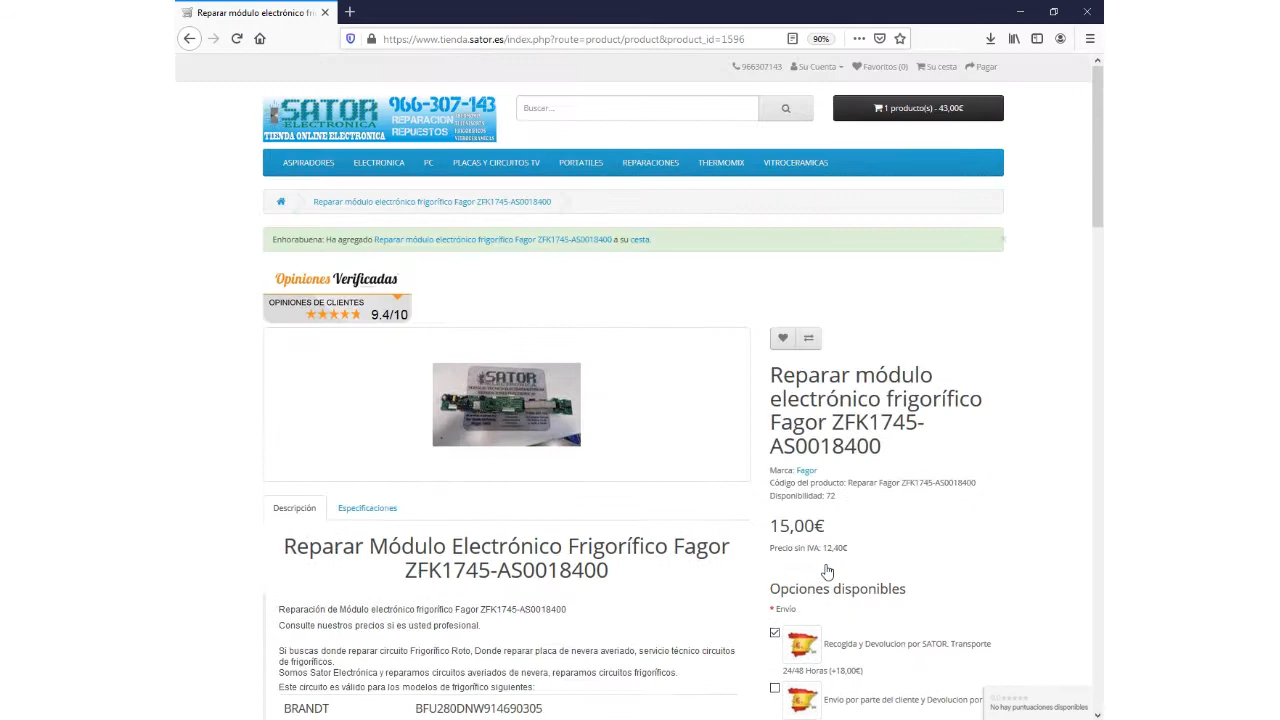 Reparar módulo electrónico fri
https://www.tienda.sator.es/index.php?route=product/product&product_id=1596
90%
966307143 Su Cuenta Favoritos (0) Su cesta Pagar
SATOR
ELECTRONICA
TIENDA ONLINE ELECTRONICA
966-307-143
REPARACION
REPUESTOS
Buscar...
1 producto(s) - 43,00€
ASPIRADORES ELECTRONICA PC PLACAS Y CIRCUITOS TV PORTATILES REPARACIONES THERMOMIX VITROCERAMICAS
Reparar módulo electrónico frigorífico Fagor ZFK1745-AS0018400
Enhorabuena: Ha agregado Reparar módulo electrónico frigorífico Fagor ZFK1745-AS0018400 a su cesta.
Opiniones Verificadas
OPINIONES DE CLIENTES
9.4/10
SATOR
Reparar módulo
electrónico frigorífico
Fagor ZFK1745-
AS0018400
Marca: Fagor
Código del producto: Reparar Fagor ZFK1745-AS0018400
Disponibilidad: 72
15,00€
Precio sin IVA: 12,40€
Opciones disponibles
* Envío
Recogida y Devolucion por SATOR. Transporte
24/48 Horas (+18,00€)
Envío por parte del cliente y Devolucion por
No hay puntuaciones disponibles
Descripción Especificaciones
Reparar Módulo Electrónico Frigorífico Fagor
ZFK1745-AS0018400
Reparación de Módulo electrónico frigorífico Fagor ZFK1745-AS0018400
Consulte nuestros precios si es usted profesional.
Si buscas donde reparar circuito Frigorífico Roto, Donde reparar placa de nevera averiado, servicio técnico circuitos
de frigoríficos.
Somos Sator Electrónica y reparamos circuitos averiados de nevera, reparamos circuitos frigoríficos.
Este circuito es válido para los modelos de frigorífico siguientes:
BRANDT BFU280DNW914690305